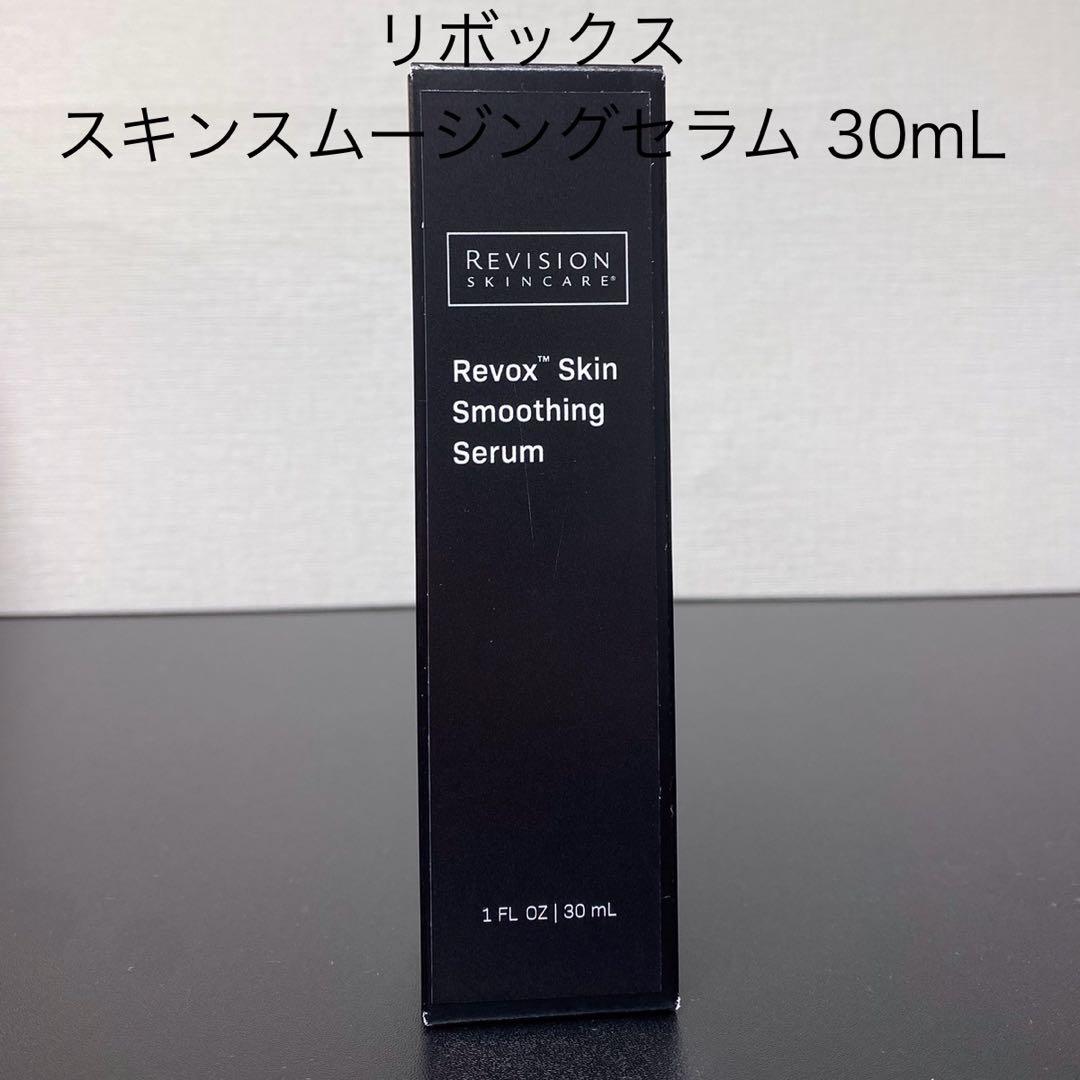 リボックス
スキンスムージングセラム 30mL
REVISION
SKINCARE®
Revox™ Skin
Smoothing
Serum
1 FL OZ | 30 mL